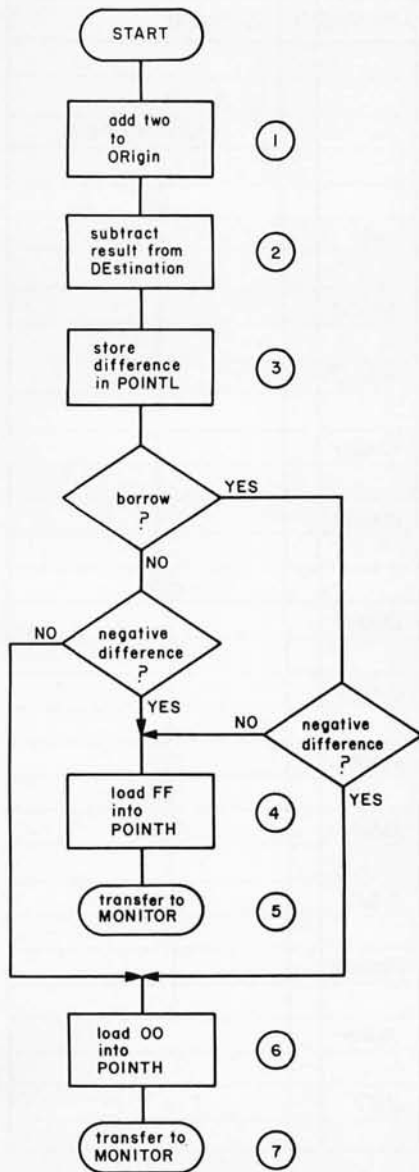 START
add two
to
ORigin
1
subtract
result from
DEstination
2
store
difference
in POINTL
3
borrow
?
YES
NO
NO
negative
difference
?
YES
NO
negative
difference
?
YES
load FF
into
POINTH
4
transfer to
MONITOR
5
load OO
into
POINTH
6
transfer to
MONITOR
7